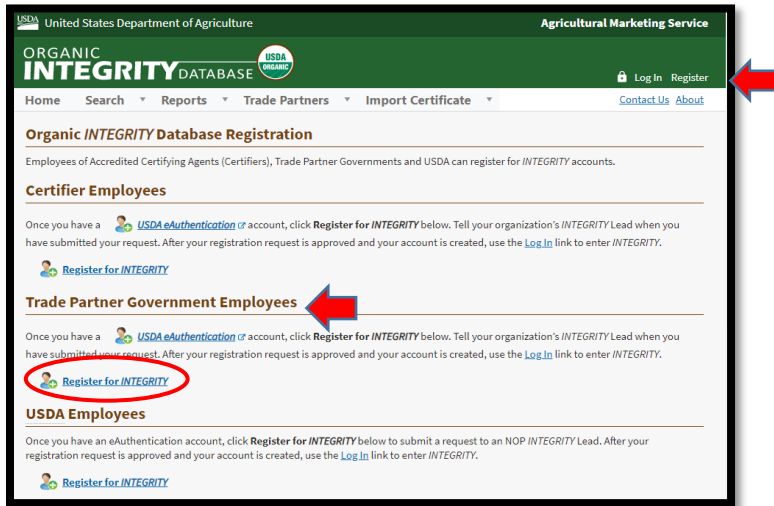 USDA United States Department of Agriculture Agricultural Marketing Service
ORGANIC
INTEGRITY DATABASE
USDA
ORGANIC
Log In Register
Home Search Reports Trade Partners Import Certificate Contact Us About
Organic INTEGRITY Database Registration
Employees of Accredited Certifying Agents (Certifiers), Trade Partner Governments and USDA can register for INTEGRITY accounts.
Certifier Employees
Once you have a USDA eAuthentication account, click Register for INTEGRITY below. Tell your organization's INTEGRITY Lead when you
have submitted your request. After your registration request is approved and your account is created, use the Log In link to enter INTEGRITY.
Register for INTEGRITY
Trade Partner Government Employees
Once you have a USDA eAuthentication account, click Register for INTEGRITY below. Tell your organization's INTEGRITY Lead when you
have submitted your request. After your registration request is approved and your account is created, use the Log In link to enter INTEGRITY.
Register for INTEGRITY
USDA Employees
Once you have an eAuthentication account, click Register for INTEGRITY below to submit a request to an NOP INTEGRITY Lead. After your
registration request is approved and your account is created, use the Log In link to enter INTEGRITY.
Register for INTEGRITY